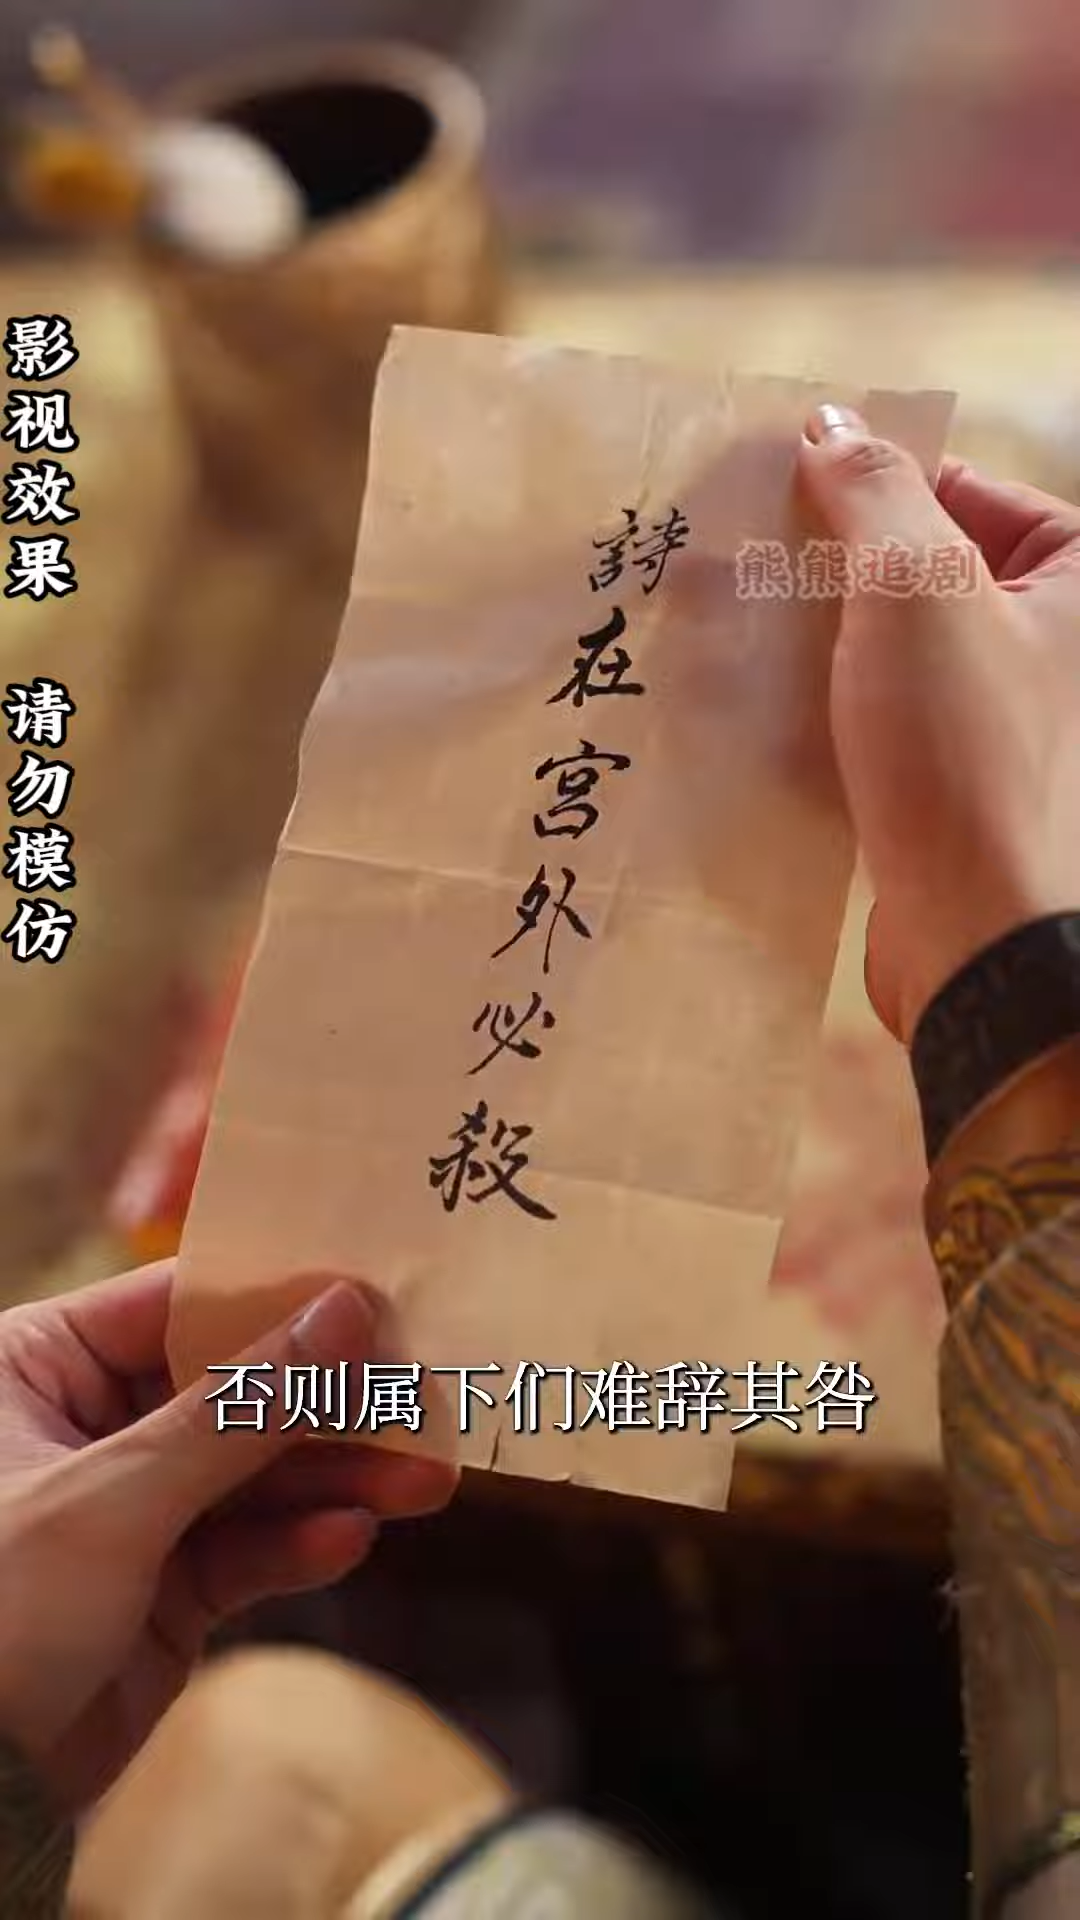 影视效果 请勿模仿
詩在宮外必殺
熊熊追剧
否则属下们难辞其咎